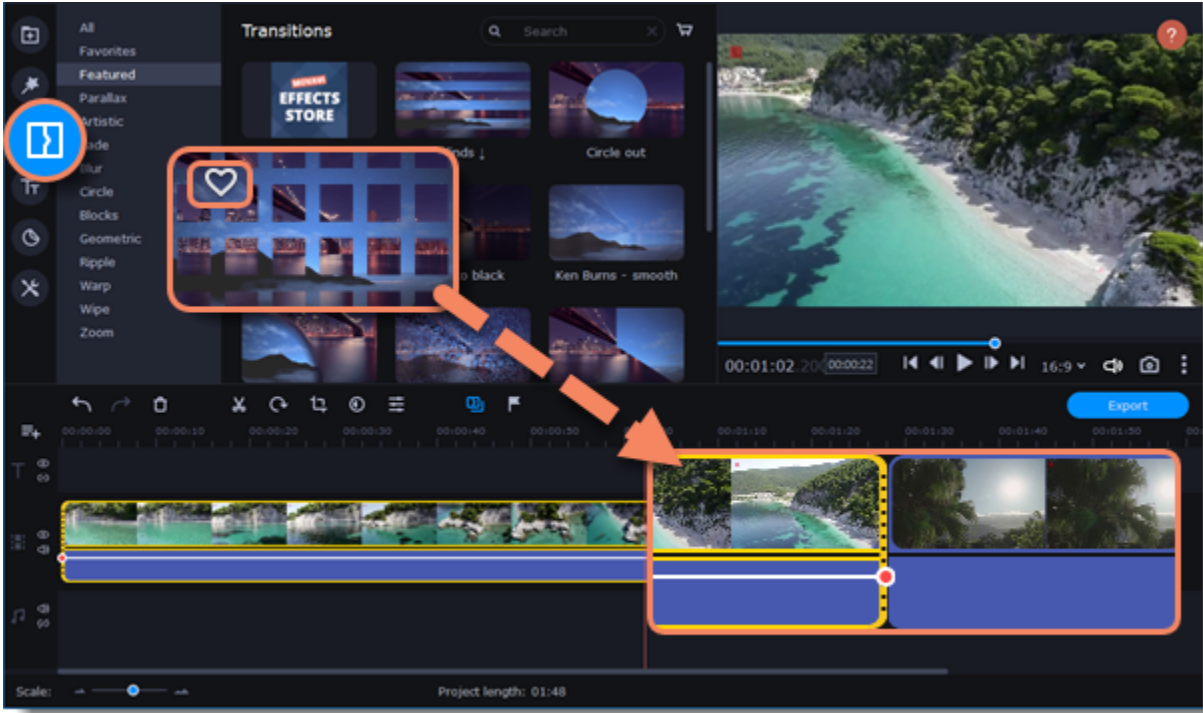 All
Favorites
Featured
Parallax
Artistic
Blur
Circle
Blocks
Geometric
Ripple
Warp
Wipe
Zoom
Transitions
Search
MOVAVI
EFFECTS
STORE
Circle out
black
Ken Burns - smooth
?
00:01:02
00:00:22
16:9
Export
00:00:00 00:00:10 00:00:20 00:00:30 00:00:40 00:00:50 00:01:10 00:01:20 00:01:30 00:01:40 00:01:50
Scale:
Project length: 01:48